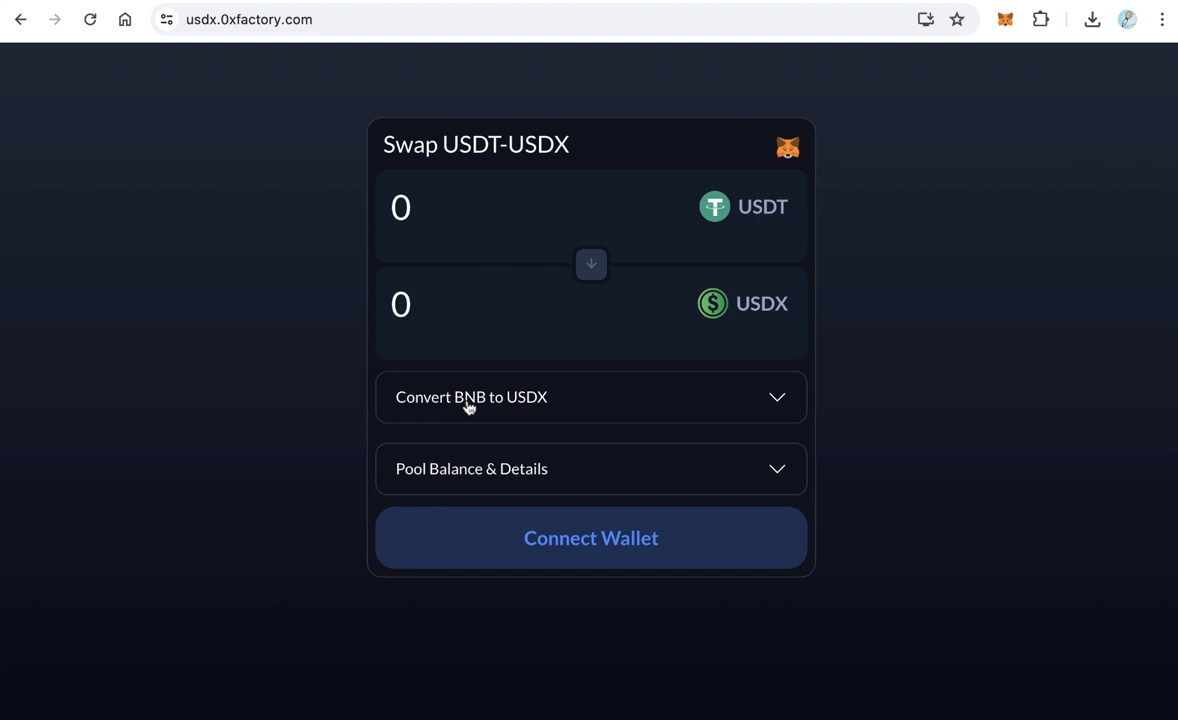 usdx.0xfactory.com
Swap USDT-USDX
0
USDT
0
USDX
Convert BNB to USDX
Pool Balance & Details
Connect Wallet